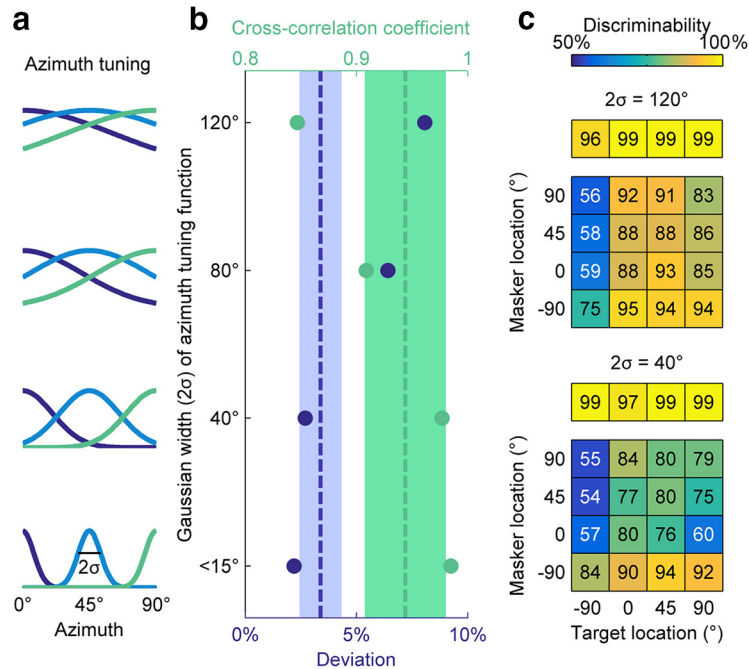 a
Azimuth tuning
2σ
0° 45° 90°
Azimuth
b
Cross-correlation coefficient
0.8 0.9 1
Gaussian width (2σ) of azimuth tuning function
120°
80°
40°
<15°
0% 5% 10%
Deviation
c
Discriminability
50% 100%
2σ = 120°
96 99 99 99
Masker location (°)
90 56 92 91 83
45 58 88 88 86
0 59 88 93 85
-90 75 95 94 94
2σ = 40°
99 97 99 99
Masker location (°)
90 55 84 80 79
45 54 77 80 75
0 57 80 76 60
-90 84 90 94 92
-90 0 45 90
Target location (°)